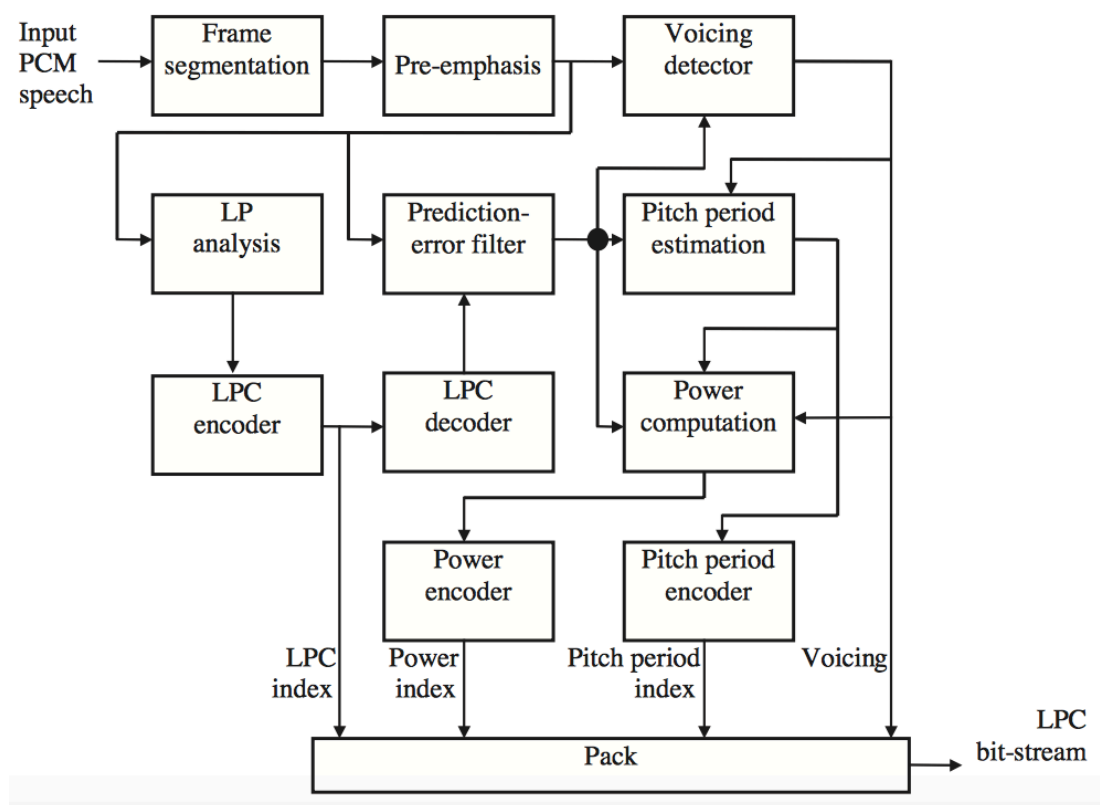 Input
PCM
speech
Frame
segmentation
Pre-emphasis
Voicing
detector
LP
analysis
Prediction-
error filter
Pitch period
estimation
LPC
encoder
LPC
decoder
Power
computation
Power
encoder
Pitch period
encoder
LPC
index
Power
index
Pitch period
index
Voicing
Pack
LPC
bit-stream